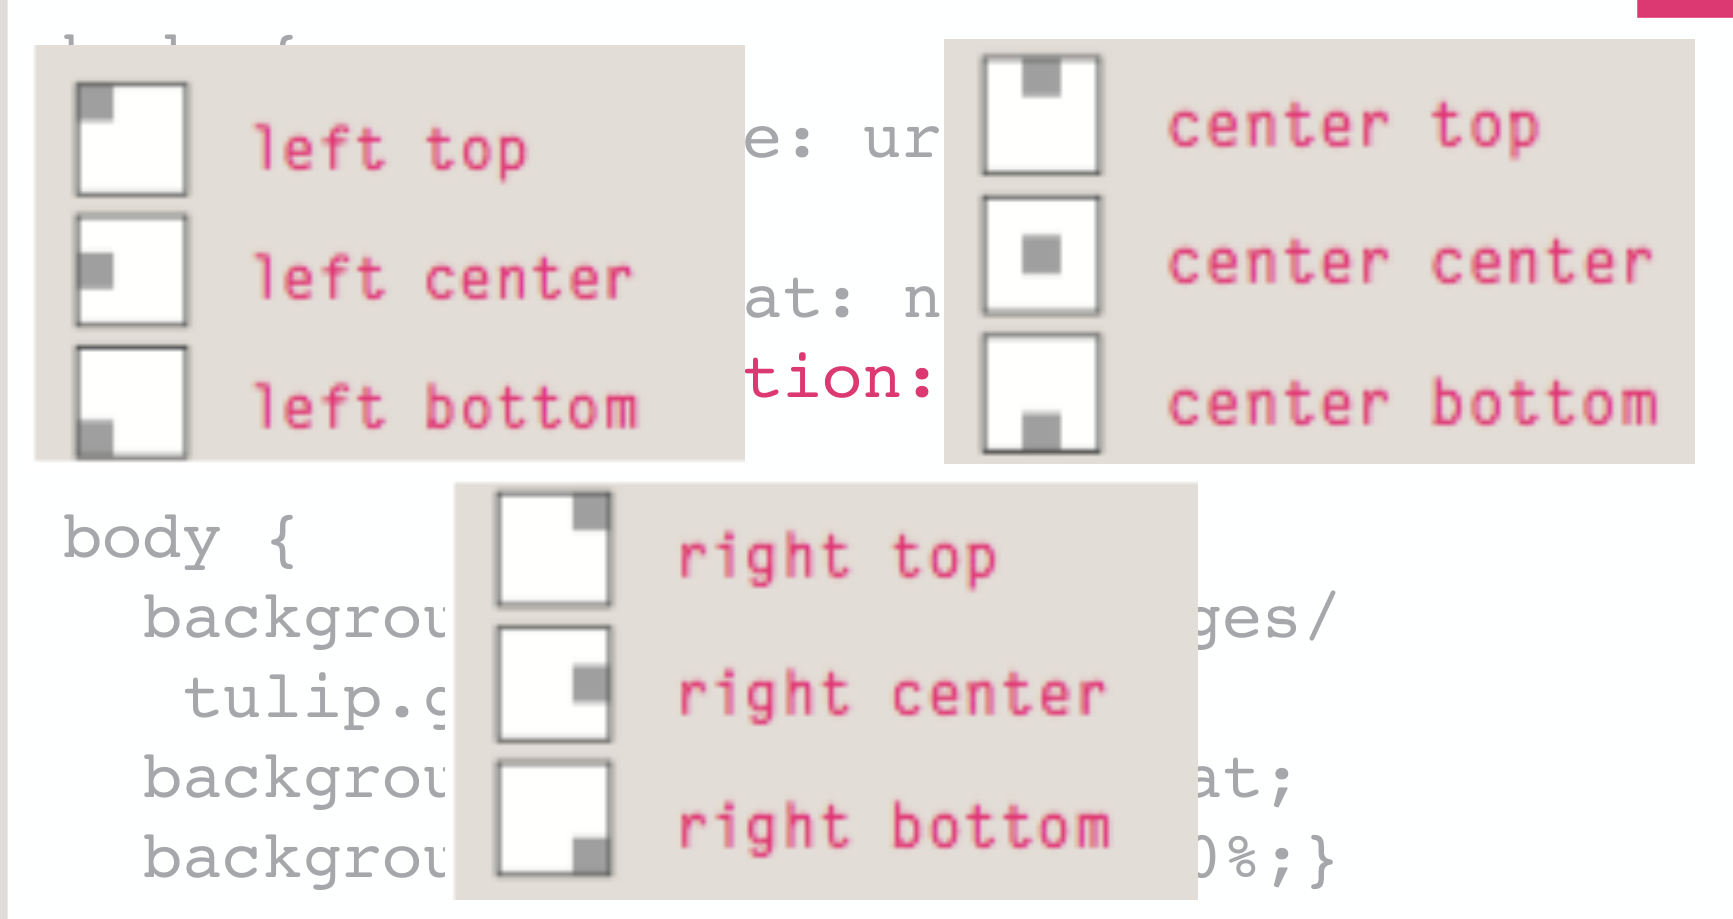 body {
left top
left center
left bottom
e: ur
at: n
tion:
center top
center center
center bottom
body {
backgrou ges/
tulip.g
backgrou at;
backgrou 0%;}
right top
right center
right bottom